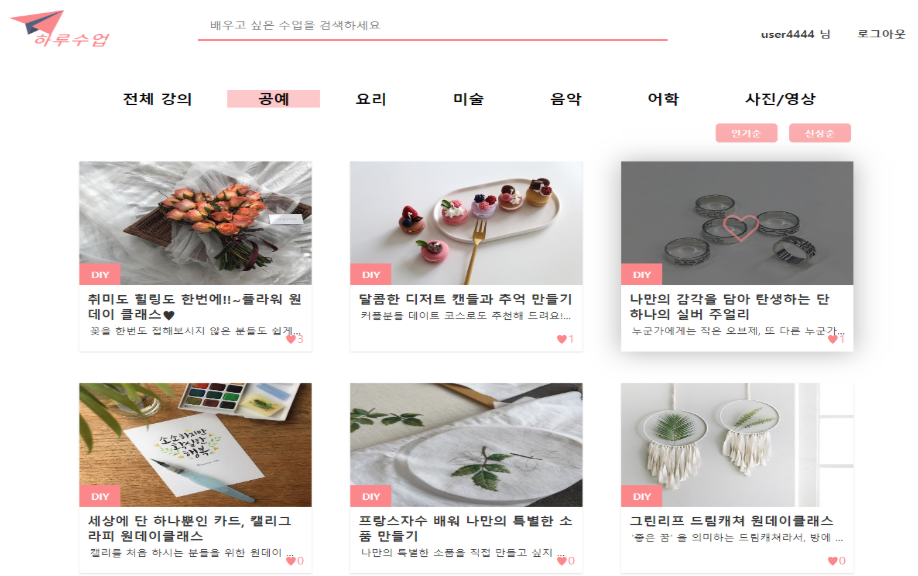 하루수업
배우고 싶은 수업을 검색하세요
user4444 님 로그아웃
전체 강의 공예 요리 미술 음악 어학 사진/영상
인기순 신상순
DIY
취미도 힐링도 한번에!!~플라워 원
데이 클래스♥
꽃을 한번도 접해보시지 않은 분들도 쉽게...
♥3
DIY
달콤한 디저트 캔들과 추억 만들기
커플분들 데이트 코스로도 추천해 드려요!...
♥1
DIY
나만의 감각을 담아 탄생하는 단
하나의 실버 주얼리
누군가에게는 작은 오브제, 또 다른 누군가...
♥1
소소하지만
확실한
행복
DIY
세상에 단 하나뿐인 카드, 캘리그
라피 원데이클래스
캘리를 처음 하시는 분들을 위한 원데이 ...
♥0
DIY
프랑스자수 배워 나만의 특별한 소
품 만들기
나만의 특별한 소품을 직접 만들고 싶지 ...
♥0
DIY
그린리프 드림캐쳐 원데이클래스
'좋은 꿈' 을 의미하는 드림캐쳐라서, 방에 ...
♥0